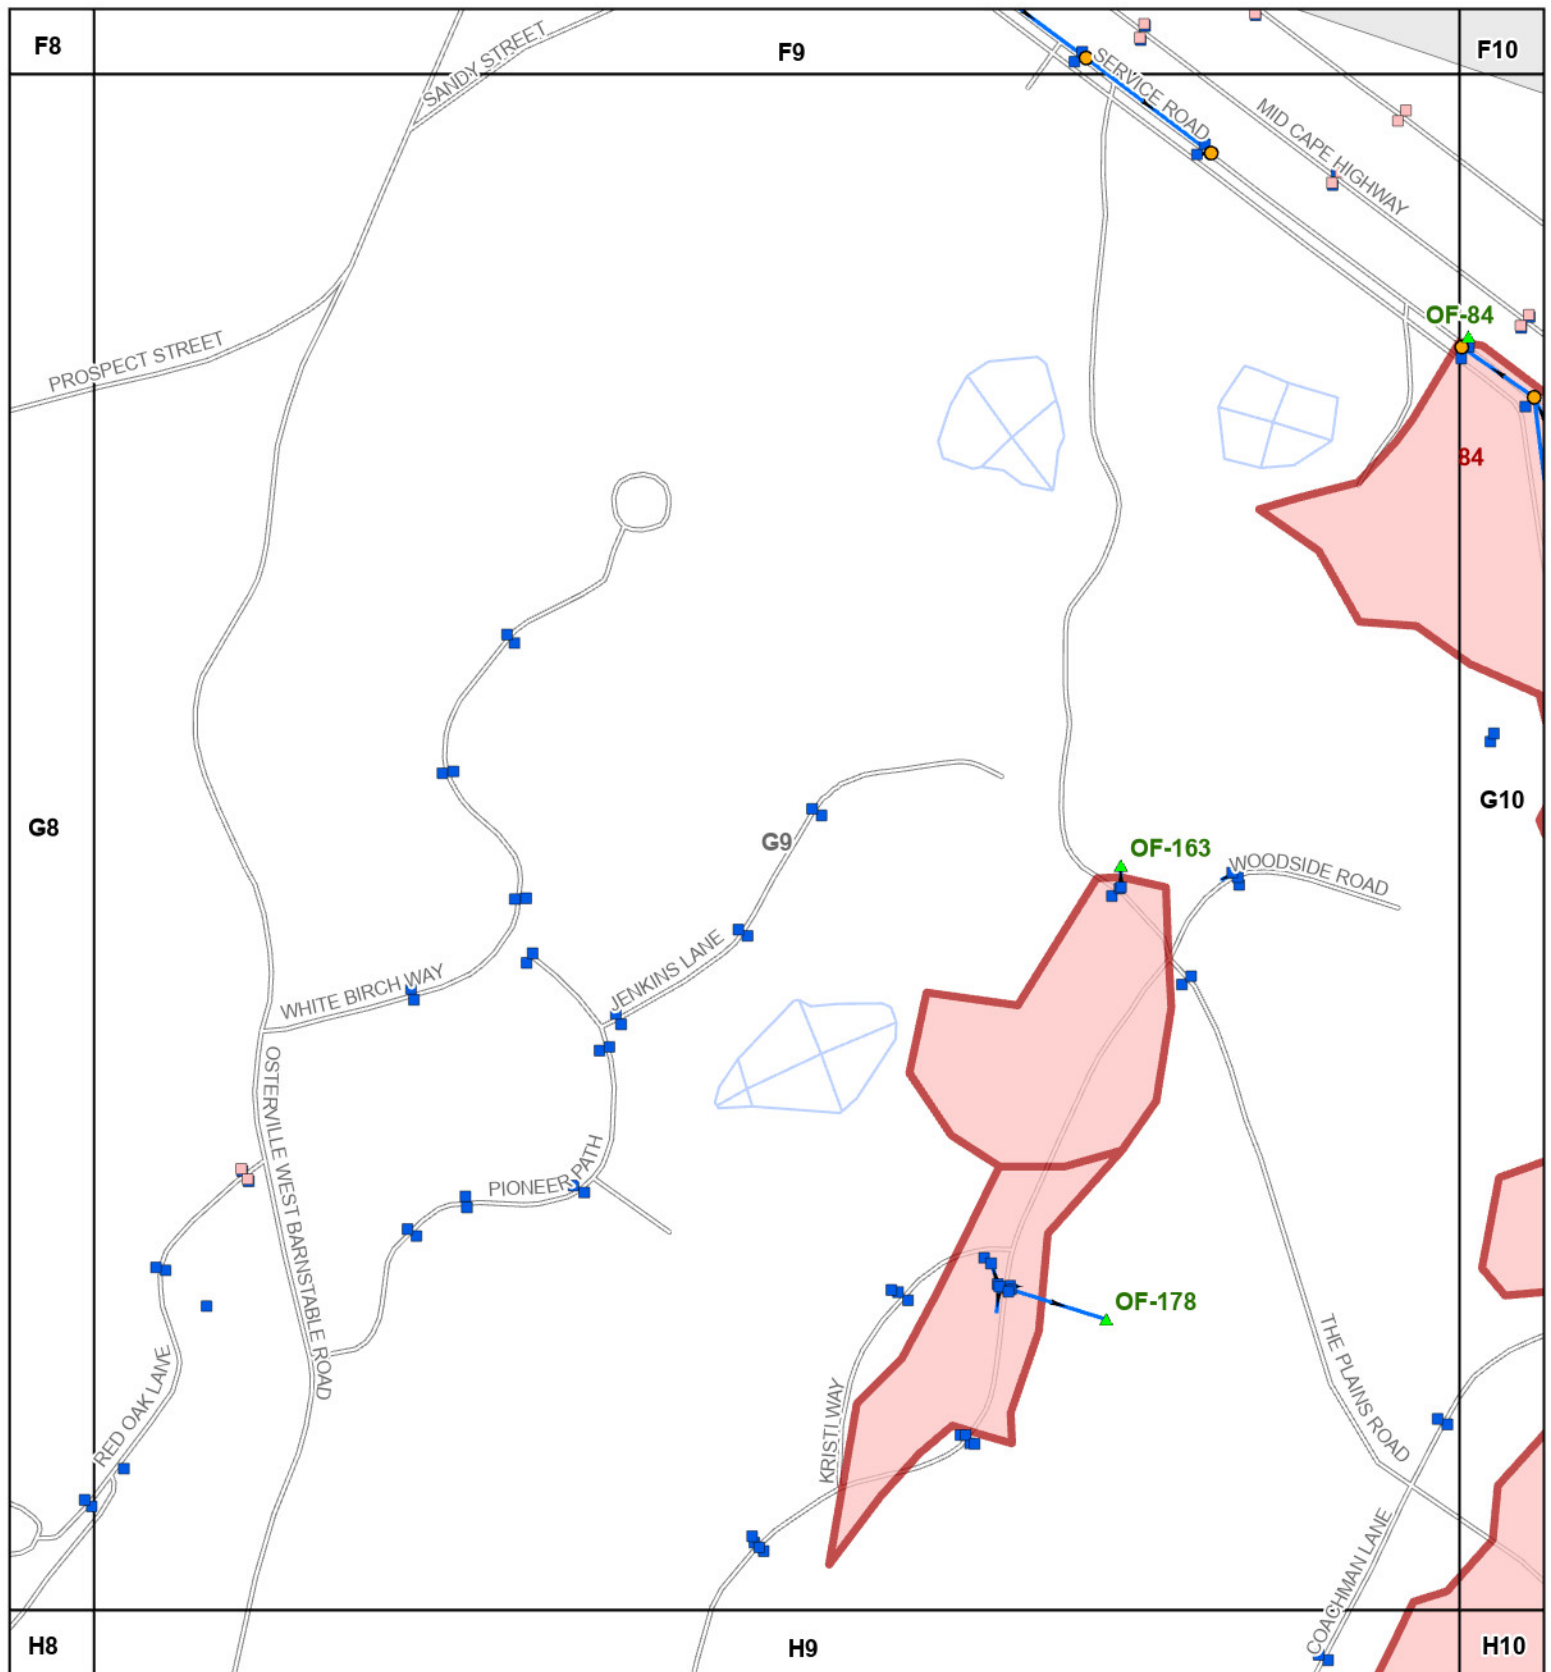 F8
F9
F10
SANDY STREET
SERVICE ROAD
MID CAPE HIGHWAY
OF-84
PROSPECT STREET
84
G8
G9
G10
OF-163
WOODSIDE ROAD
JENKINS LANE
WHITE BIRCH WAY
OSTERVILLE WEST BARNSTABLE ROAD
PIONEER PATH
OF-178
THE PLAINS ROAD
RED OAK LANE
KRISTI WAY
COACHMAN LANE
H8
H9
H10